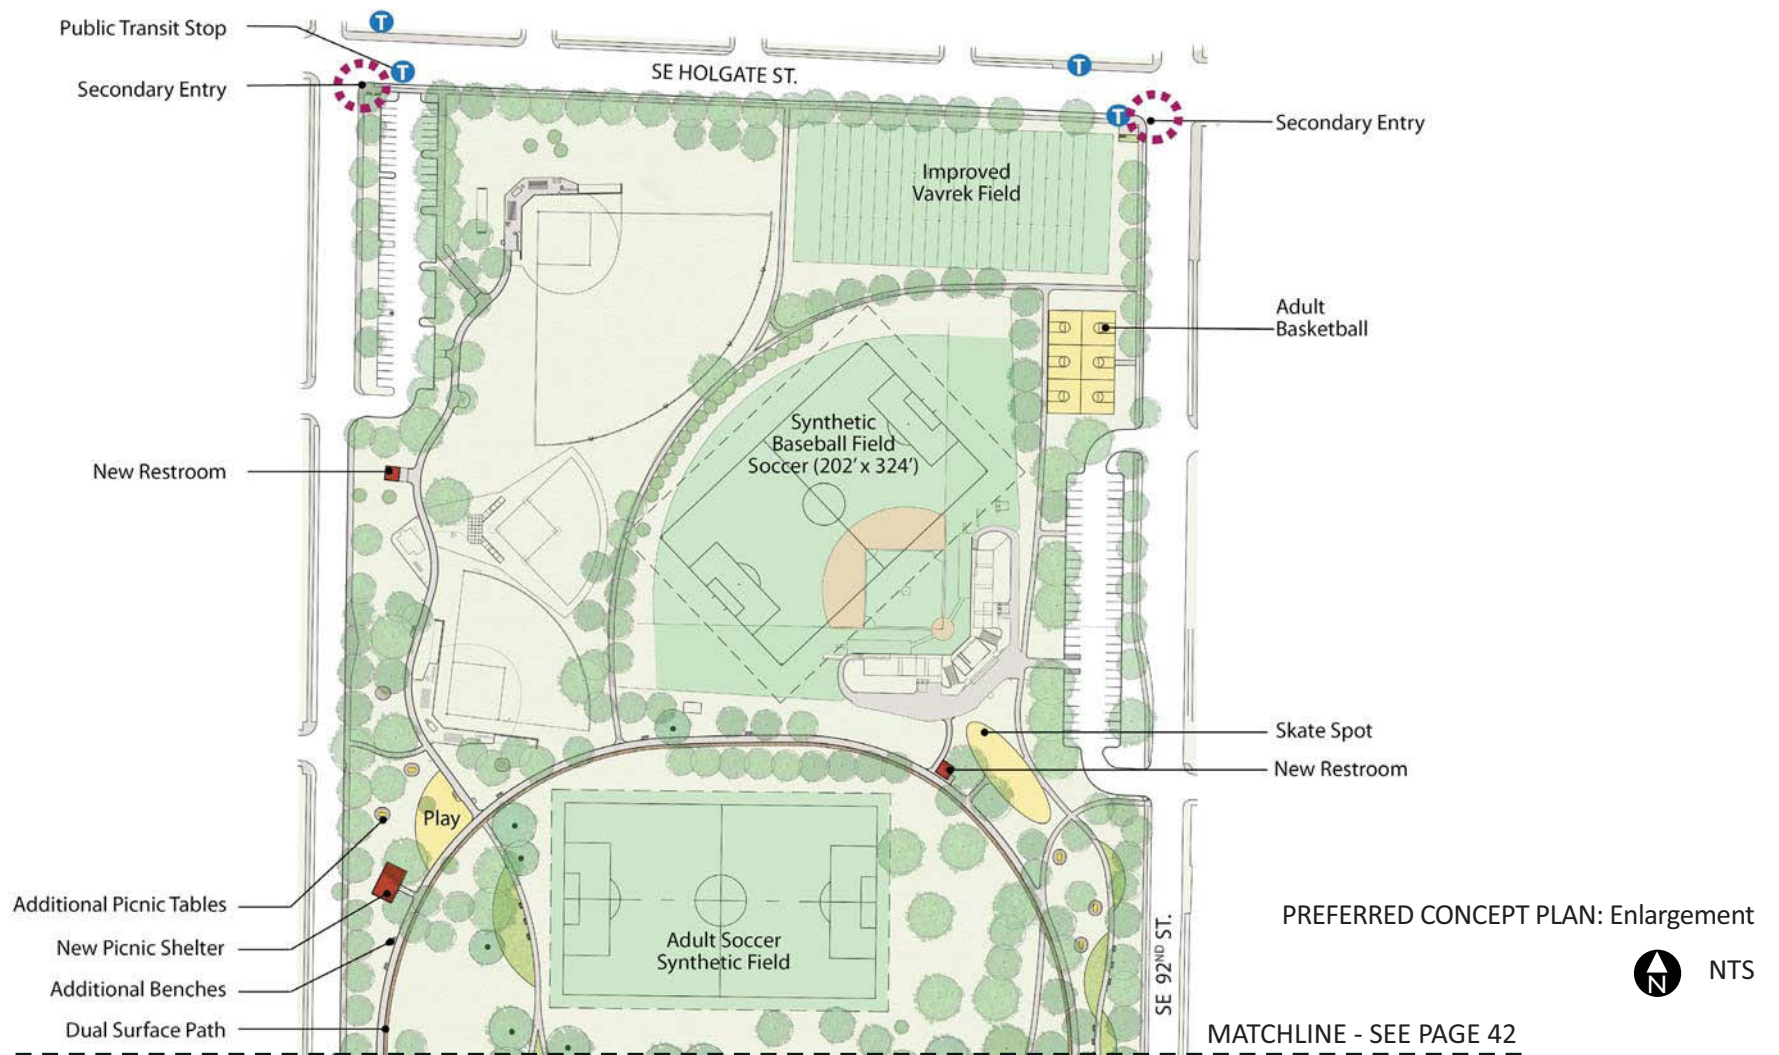 Public Transit Stop
T
T
T
T
SE HOLGATE ST.
Secondary Entry
Secondary Entry
Improved
Vavrek Field
Adult
Basketball
Synthetic
Baseball Field
Soccer (202' x 324')
New Restroom
Skate Spot
New Restroom
Play
Additional Picnic Tables
New Picnic Shelter
Additional Benches
Dual Surface Path
Adult Soccer
Synthetic Field
SE 92ND ST.
PREFERRED CONCEPT PLAN: Enlargement
N
NTS
MATCHLINE - SEE PAGE 42